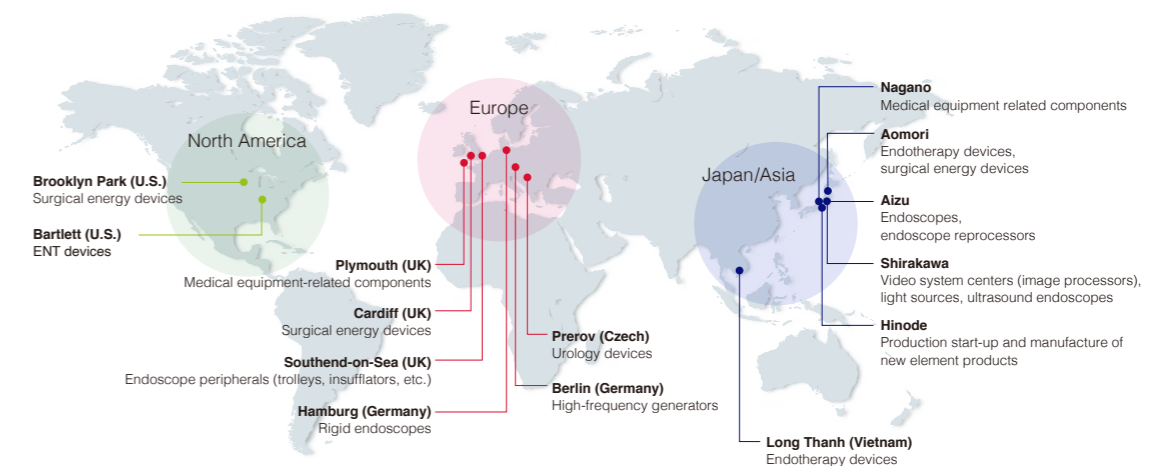 North America
Brooklyn Park (U.S.)
Surgical energy devices
Bartlett (U.S.)
ENT devices
Europe
Plymouth (UK)
Medical equipment-related components
Cardiff (UK)
Surgical energy devices
Southend-on-Sea (UK)
Endoscope peripherals (trolleys, insufflators, etc.)
Hamburg (Germany)
Rigid endoscopes
Prerov (Czech)
Urology devices
Berlin (Germany)
High-frequency generators
Japan/Asia
Nagano
Medical equipment related components
Aomori
Endotherapy devices,
surgical energy devices
Aizu
Endoscopes,
endoscope reprocessors
Shirakawa
Video system centers (image processors),
light sources, ultrasound endoscopes
Hinode
Production start-up and manufacture of
new element products
Long Thanh (Vietnam)
Endotherapy devices